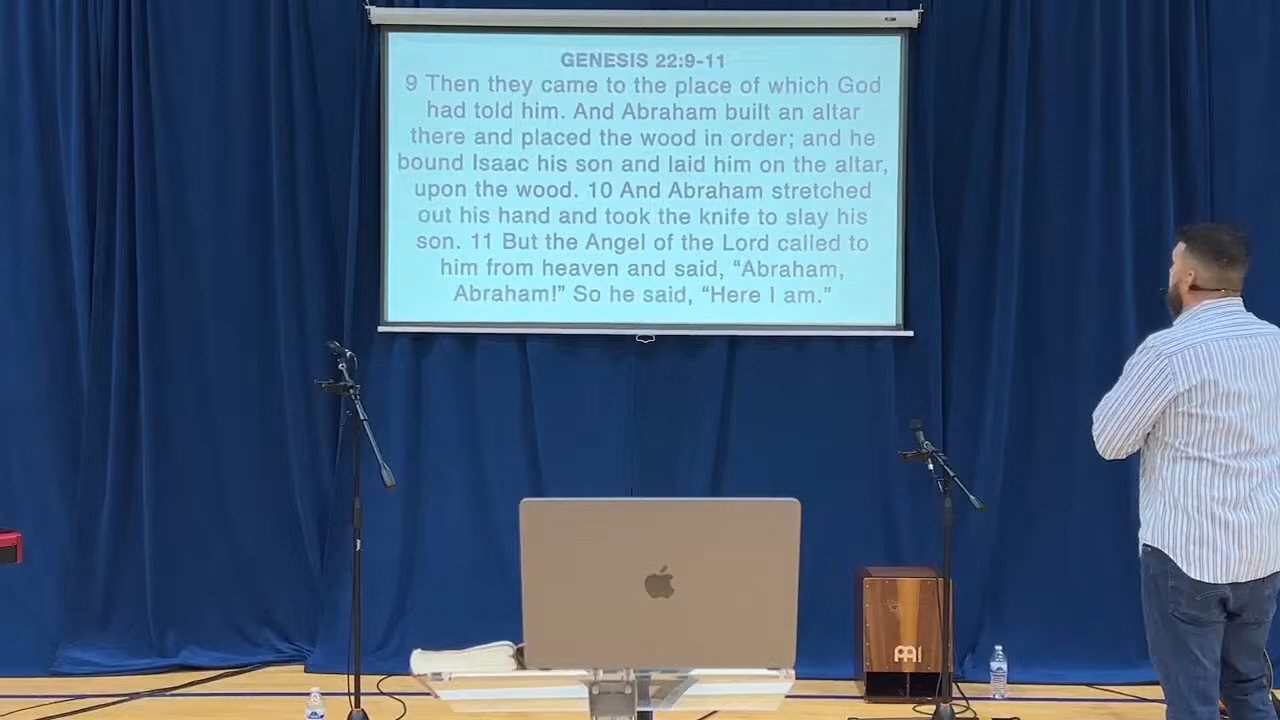 GENESIS 22:9-11
9 Then they came to the place of which God
had told him. And Abraham built an altar
there and placed the wood in order; and he
bound Isaac his son and laid him on the altar,
upon the wood. 10 And Abraham stretched
out his hand and took the knife to slay his
son. 11 But the Angel of the Lord called to
him from heaven and said, “Abraham,
Abraham!” So he said, “Here I am.”
MEINL